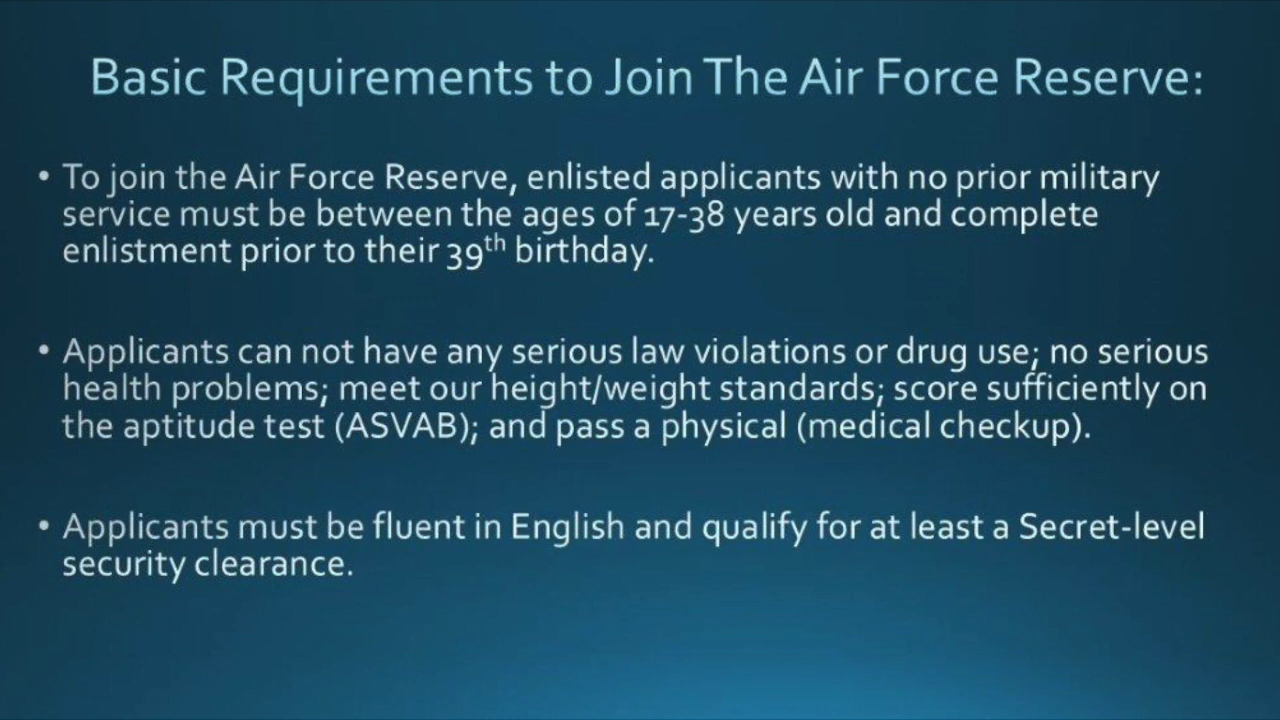 Basic Requirements to Join The Air Force Reserve:
• To join the Air Force Reserve, enlisted applicants with no prior military
service must be between the ages of 17-38 years old and complete
enlistment prior to their 39th birthday.
• Applicants can not have any serious law violations or drug use; no serious
health problems; meet our height/weight standards; score sufficiently on
the aptitude test (ASVAB); and pass a physical (medical checkup).
• Applicants must be fluent in English and qualify for at least a Secret-level
security clearance.